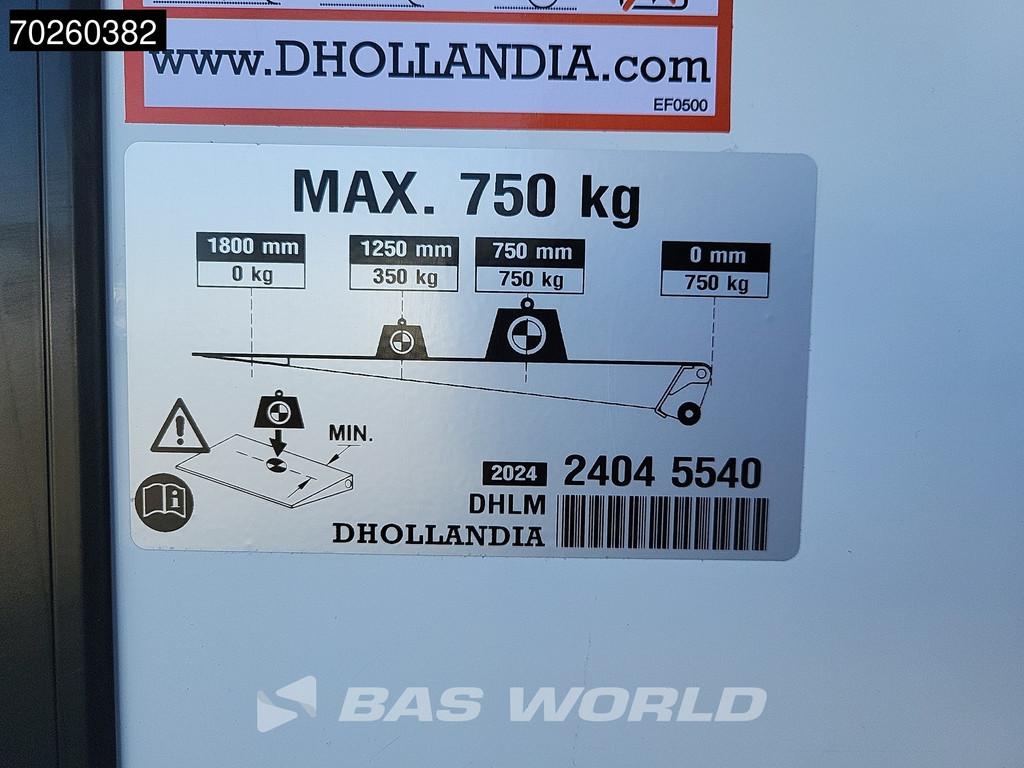 70260382
www.DHOLLANDIA.com
EF0500
MAX. 750 kg
1800 mm 1250 mm 750 mm 0 mm
0 kg 350 kg 750 kg 750 kg
MIN.
2024 2404 5540
DHLM
DHOLLANDIA
BAS WORLD